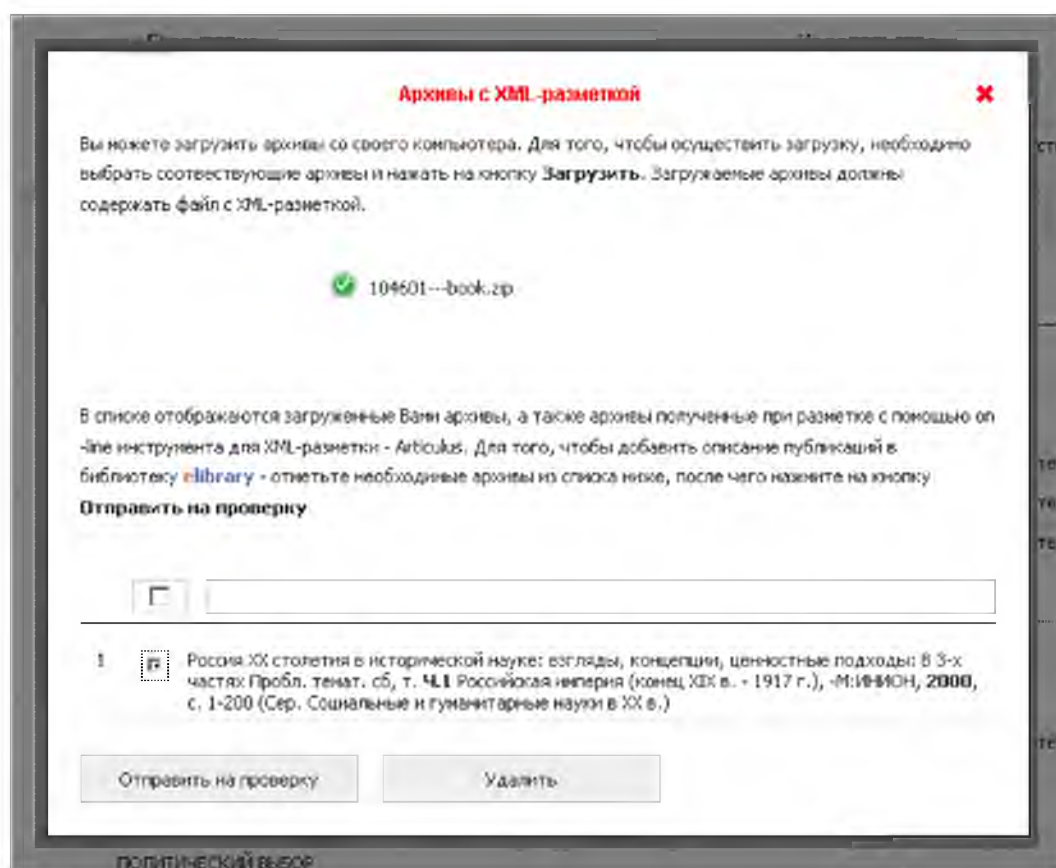 Архивы с XML-разметкой
Вы можете загрузить архивы со своего компьютера. Для того, чтобы осуществить загрузку, необходимо
выбрать соотвествующие архивы и нажать на кнопку Загрузить. Загружаемые архивы должны
содержать файл с XML-разметкой.
104601---book.zip
В списке отображаются загруженные Вами архивы, а также архивы полученные при разметке с помощью on
-line инструмента для XML-разметки - Articulus. Для того, чтобы добавить описание публикаций в
библиотеку elibrary - отметьте необходимые архивы из списка ниже, после чего нажмите на кнопку
Отправить на проверку
1 Россия XX столетия в исторической науке: взгляды, концепции, ценностные подходы: В 3-х
частях Пробл. темат. сб, т. Ч.1 Российская империя (конец XIX в. - 1917 г.), -М:ИНИОН, 2000,
с. 1-200 (Сер. Социальные и гуманитарные науки в XX в.)
Отправить на проверку Удалить
ПОЛИТИЧЕСКИЙ ВЫБОР